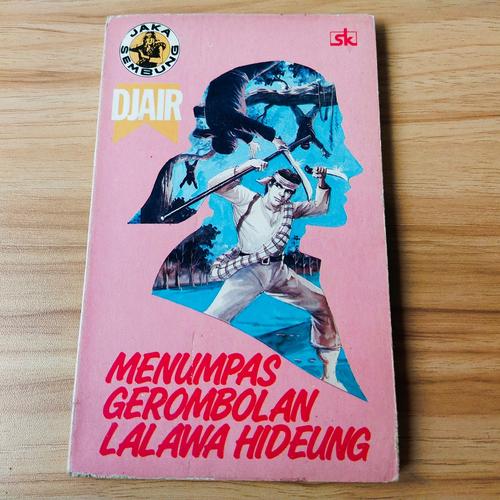 JAKA
SEMBUNG
sk
DJAIR
MENUMPAS
GEROMBOLAN
LALAWA HIDEUNG